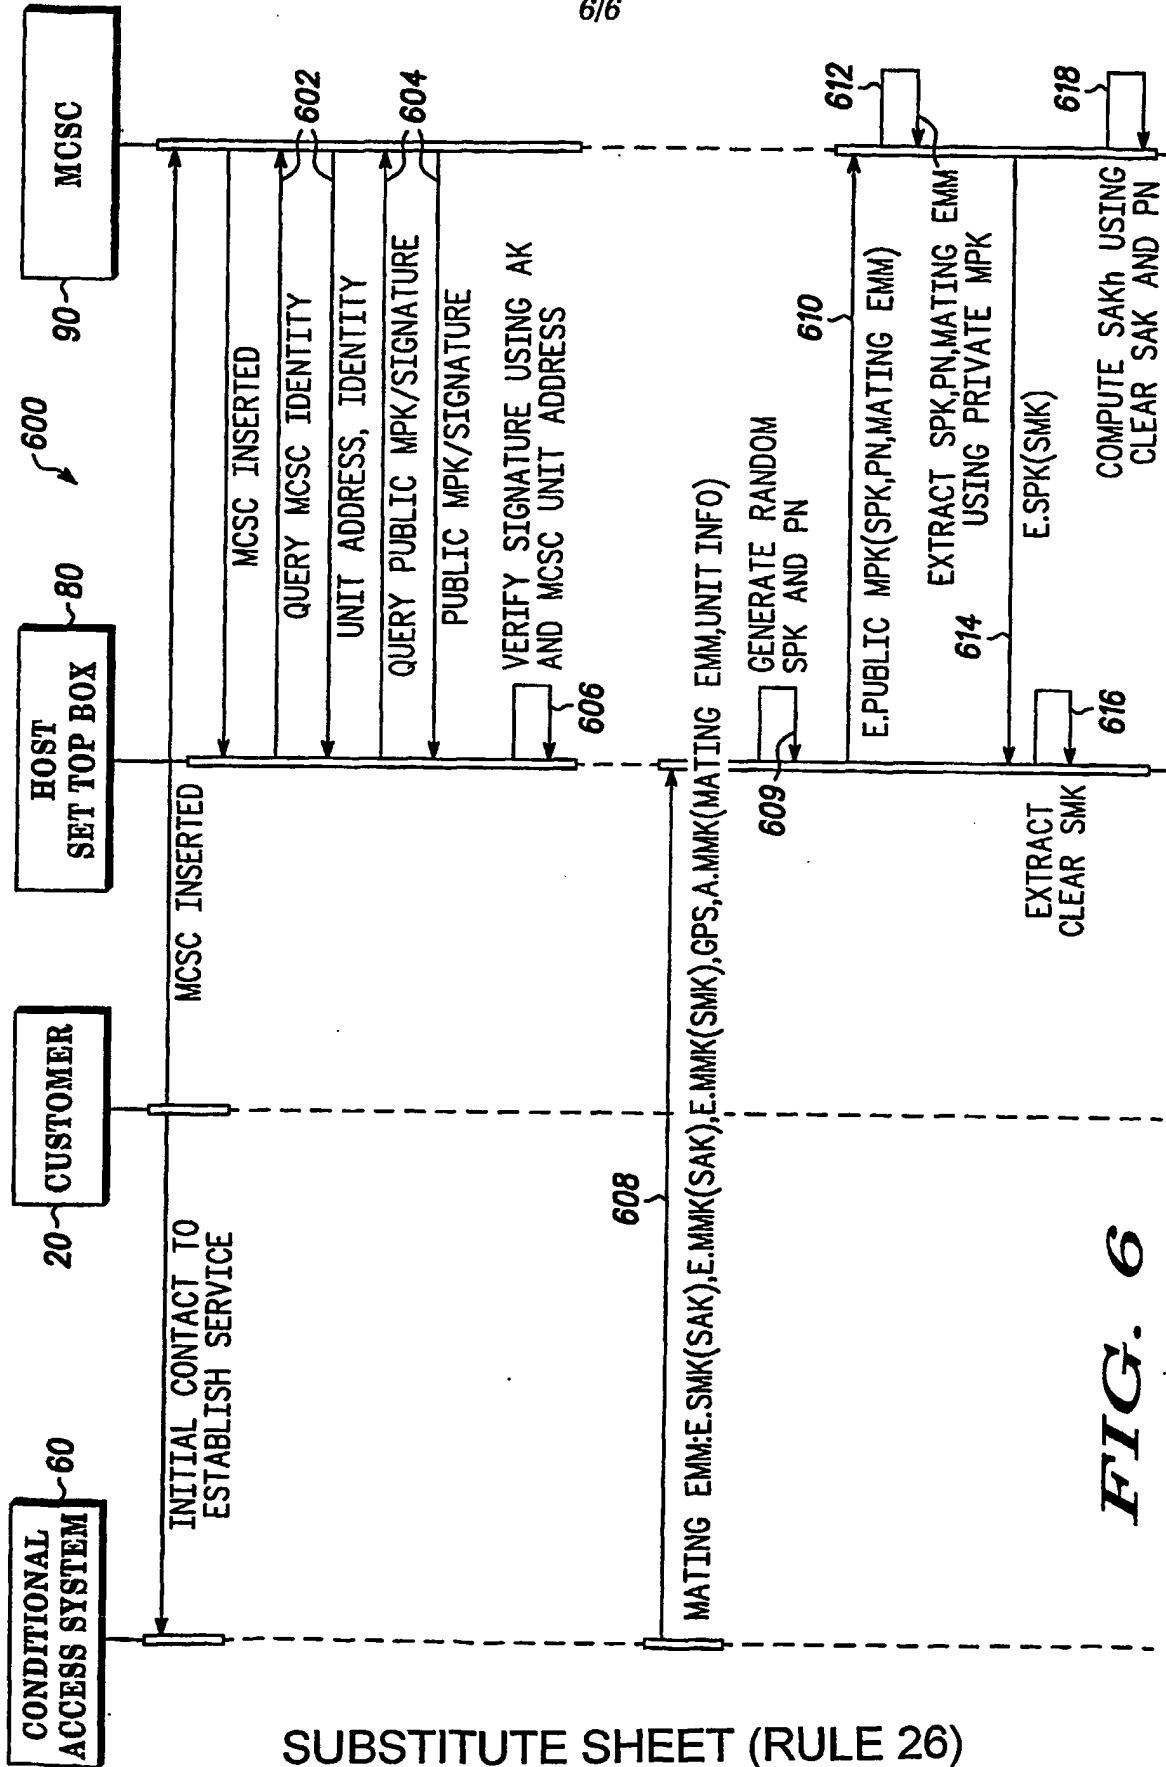 6/6
600
CONDITIONAL
ACCESS SYSTEM
60
20
CUSTOMER
HOST
SET TOP BOX
80
90
MCSC
INITIAL CONTACT TO
ESTABLISH SERVICE
MCSC INSERTED
MCSC INSERTED
QUERY MCSC IDENTITY
602
UNIT ADDRESS, IDENTITY
QUERY PUBLIC MPK/SIGNATURE
604
PUBLIC MPK/SIGNATURE
VERIFY SIGNATURE USING AK
AND MCSC UNIT ADDRESS
606
608
MATING EMM:E.SMK(SAK),E.MMK(SAK),E.MMK(SMK),GPS,A.MMK(MATING EMM,UNIT INFO)
GENERATE RANDOM
SPK AND PN
609
610
E.PUBLIC MPK(SPK,PN,MATING EMM)
612
EXTRACT SPK,PN,MATING EMM
USING PRIVATE MPK
614
E.SPK(SMK)
616
EXTRACT
CLEAR SMK
618
COMPUTE SAKh USING
CLEAR SAK AND PN
FIG. 6
SUBSTITUTE SHEET (RULE 26)